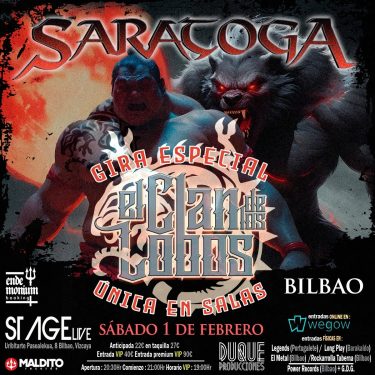 SARATOGA
GIRA ESPECIAL
el Clan de los
Lobos
UNICA EN SALAS
ende
monium
booking
BILBAO
STAGE LIVE
Uribitarte Pasealekua, 8 Bilbao, Vizcaya
SÁBADO 1 DE FEBRERO
entradas ONLINE EN:
wegow
MALDITO
RECORDS
Anticipada 22€ en taquilla 27€
Entrada VIP 40€ Entrada premium VIP 90€
Apertura: 20:30H Comienzo: 21:00H Horario VIP: 19:00H
DUQUE
PRODUCCIONES
entradas FÍSICAS EN:
Legends (Portugalete) / Long Play (Barakaldo)
El Metal (Bilbao) / Rockarrolla Taberna (Bilbao)
Power Records (Bilbao) + G.D.G.